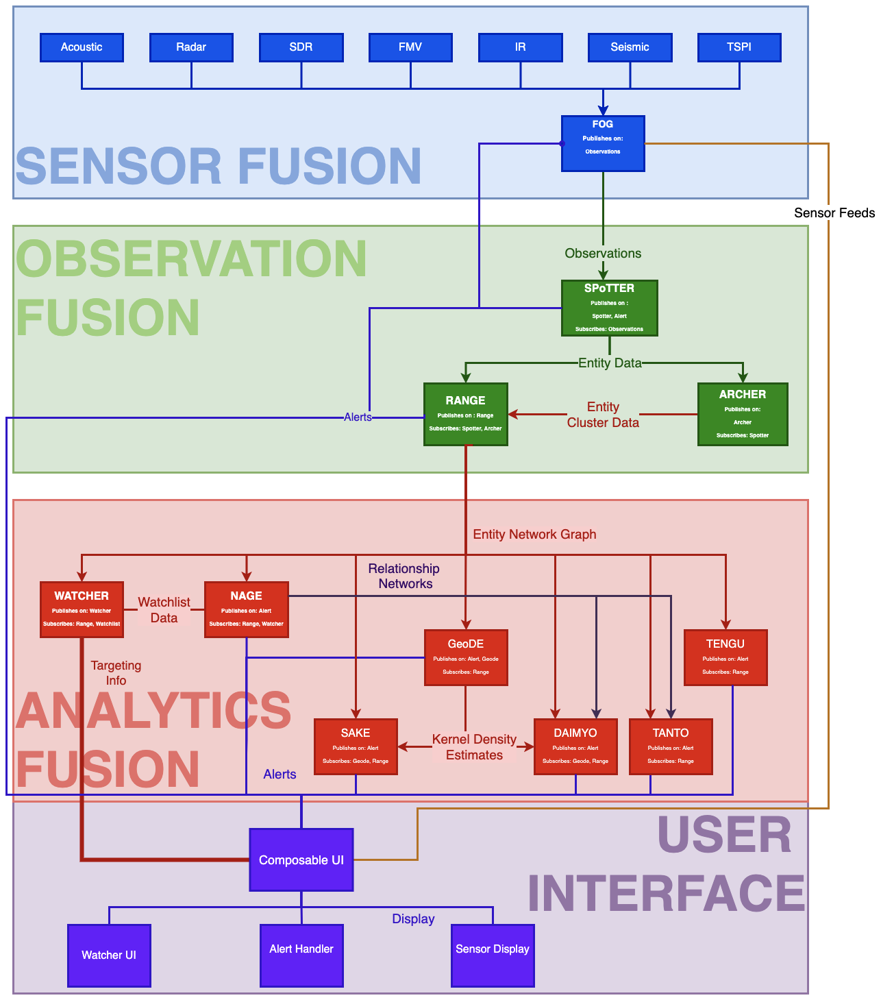 Acoustic
Radar
SDR
FMV
IR
Seismic
TSPI
FOG
Publishes on:
Observations
SENSOR FUSION
Sensor Feeds
OBSERVATION
FUSION
Observations
SPoTTER
Publishes on :
Spotter, Alert
Subscribes: Observations
Entity Data
RANGE
Publishes on : Range
Subscribes: Spotter, Archer
Entity
Cluster Data
ARCHER
Publishes on:
Archer
Subscribes: Spotter
Alerts
Entity Network Graph
Relationship
Networks
WATCHER
Publishes on: Watcher
Subscribes: Range, Watchlist
Watchlist
Data
NAGE
Publishes on: Alert
Subscribes: Range, Watcher
GeoDE
Publishes on: Alert, Geode
Subscribes: Range
TENGU
Publishes on: Alert
Subscribes: Range
Targeting
Info
ANALYTICS
FUSION
SAKE
Publishes on: Alert
Subscribes: Geode, Range
Kernel Density
Estimates
DAIMYO
Publishes on: Alert
Subscribes: Geode, Range
TANTO
Publishes on: Alert
Subscribes: Range
Alerts
USER
INTERFACE
Composable UI
Display
Watcher UI
Alert Handler
Sensor Display